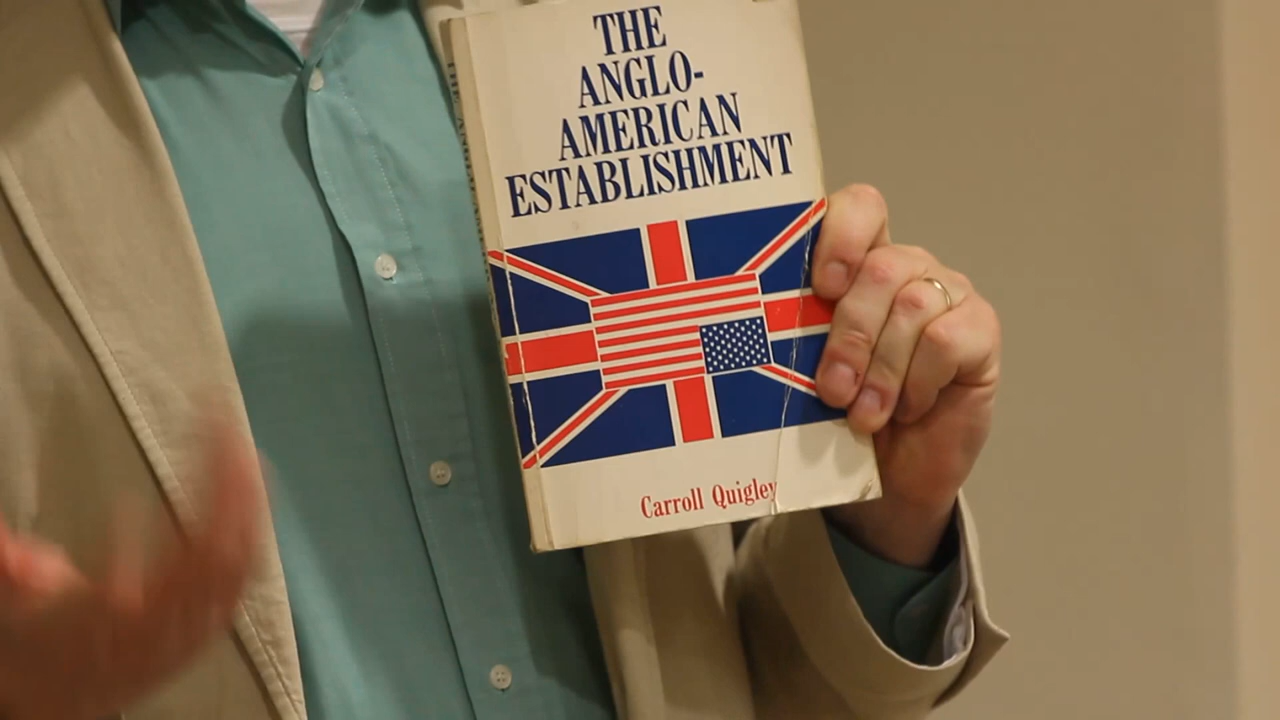 THE
ANGLO-
AMERICAN
ESTABLISHMENT
Carroll Quigley